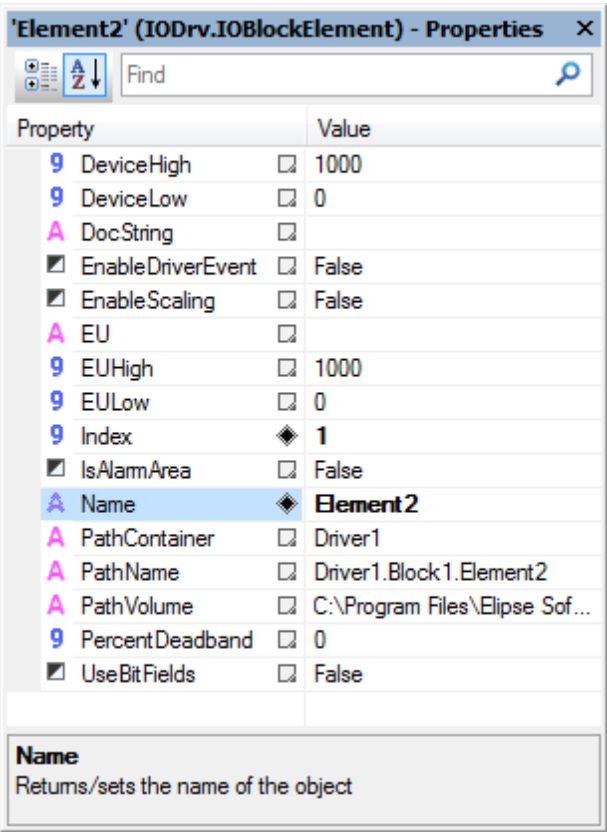 'Element2' (IODrv.IOBlockElement) - Properties
Find
Property Value
DeviceHigh 1000
DeviceLow 0
DocString
EnableDriverEvent False
EnableScaling False
EU
EUHigh 1000
EULow 0
Index 1
IsAlarmArea False
Name Element2
PathContainer Driver1
PathName Driver1.Block1.Element2
PathVolume C:\Program Files\Elipse Sof...
PercentDeadband 0
UseBitFields False
Name
Returns/sets the name of the object